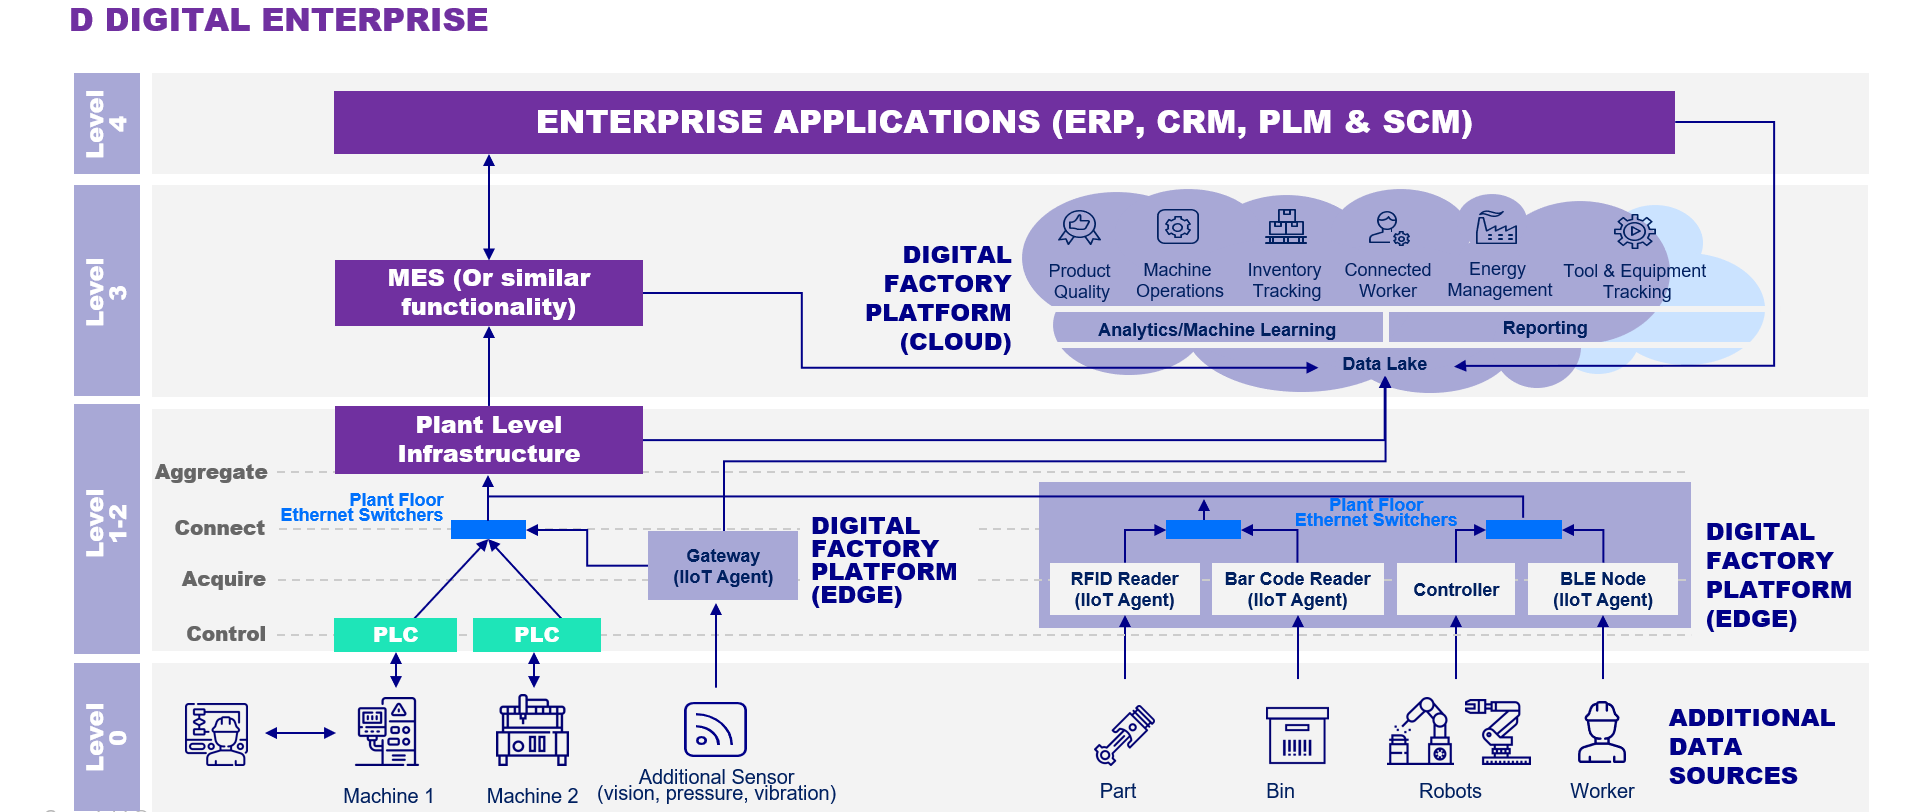 D DIGITAL ENTERPRISE
Level
4
ENTERPRISE APPLICATIONS (ERP, CRM, PLM & SCM)
Level
3
MES (Or similar
functionality)
DIGITAL
FACTORY
PLATFORM
(CLOUD)
Product
Quality
Machine
Operations
Inventory
Tracking
Connected
Worker
Energy
Management
Tool & Equipment
Tracking
Analytics/Machine Learning
Reporting
Data Lake
Level
1-2
Plant Level
Infrastructure
Aggregate
Connect
Acquire
Control
Plant Floor
Ethernet Switchers
Gateway
(IIoT Agent)
DIGITAL
FACTORY
PLATFORM
(EDGE)
PLC
PLC
Plant Floor
Ethernet Switchers
RFID Reader
(IIoT Agent)
Bar Code Reader
(IIoT Agent)
Controller
BLE Node
(IIoT Agent)
DIGITAL
FACTORY
PLATFORM
(EDGE)
Level
0
Machine 1
Machine 2
Additional Sensor
(vision, pressure, vibration)
Part
Bin
Robots
Worker
ADDITIONAL
DATA
SOURCES